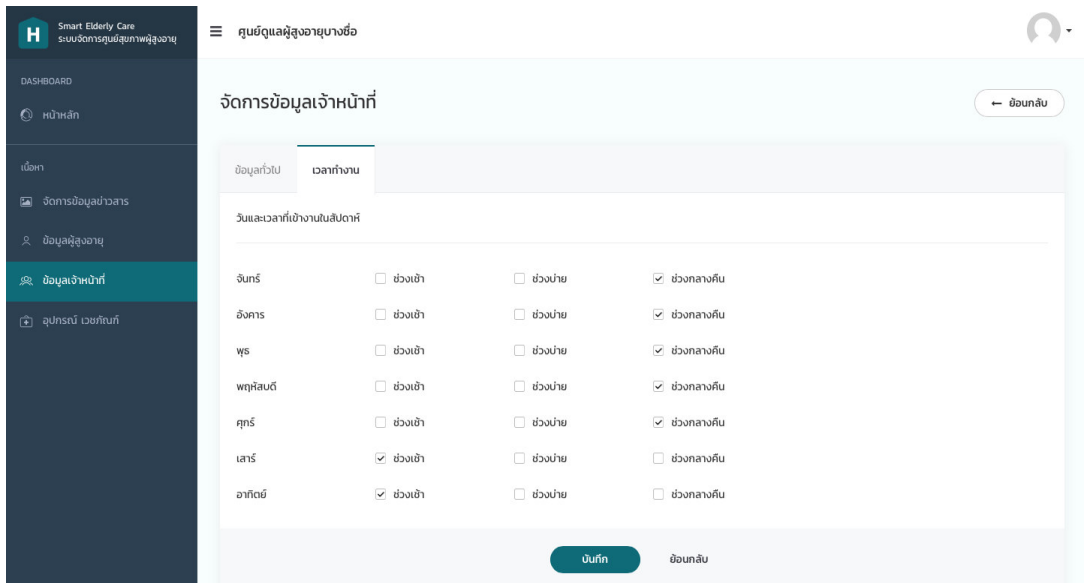 H
Smart Elderly Care
ระบบจัดการศูนย์สุขภาพผู้สูงอายุ
ศูนย์ดูแลผู้สูงอายุบางซื่อ
DASHBOARD
หน้าหลัก
เนื้อหา
จัดการข้อมูลข่าวสาร
ข้อมูลผู้สูงอายุ
ข้อมูลเจ้าหน้าที่
อุปกรณ์ เวชภัณฑ์
จัดการข้อมูลเจ้าหน้าที่
← ย้อนกลับ
ข้อมูลทั่วไป เวลาทำงาน
วันและเวลาที่เข้างานในสัปดาห์
จันทร์ ช่วงเช้า ช่วงบ่าย ช่วงกลางคืน
อังคาร ช่วงเช้า ช่วงบ่าย ช่วงกลางคืน
พุธ ช่วงเช้า ช่วงบ่าย ช่วงกลางคืน
พฤหัสบดี ช่วงเช้า ช่วงบ่าย ช่วงกลางคืน
ศุกร์ ช่วงเช้า ช่วงบ่าย ช่วงกลางคืน
เสาร์ ช่วงเช้า ช่วงบ่าย ช่วงกลางคืน
อาทิตย์ ช่วงเช้า ช่วงบ่าย ช่วงกลางคืน
บันทึก ย้อนกลับ